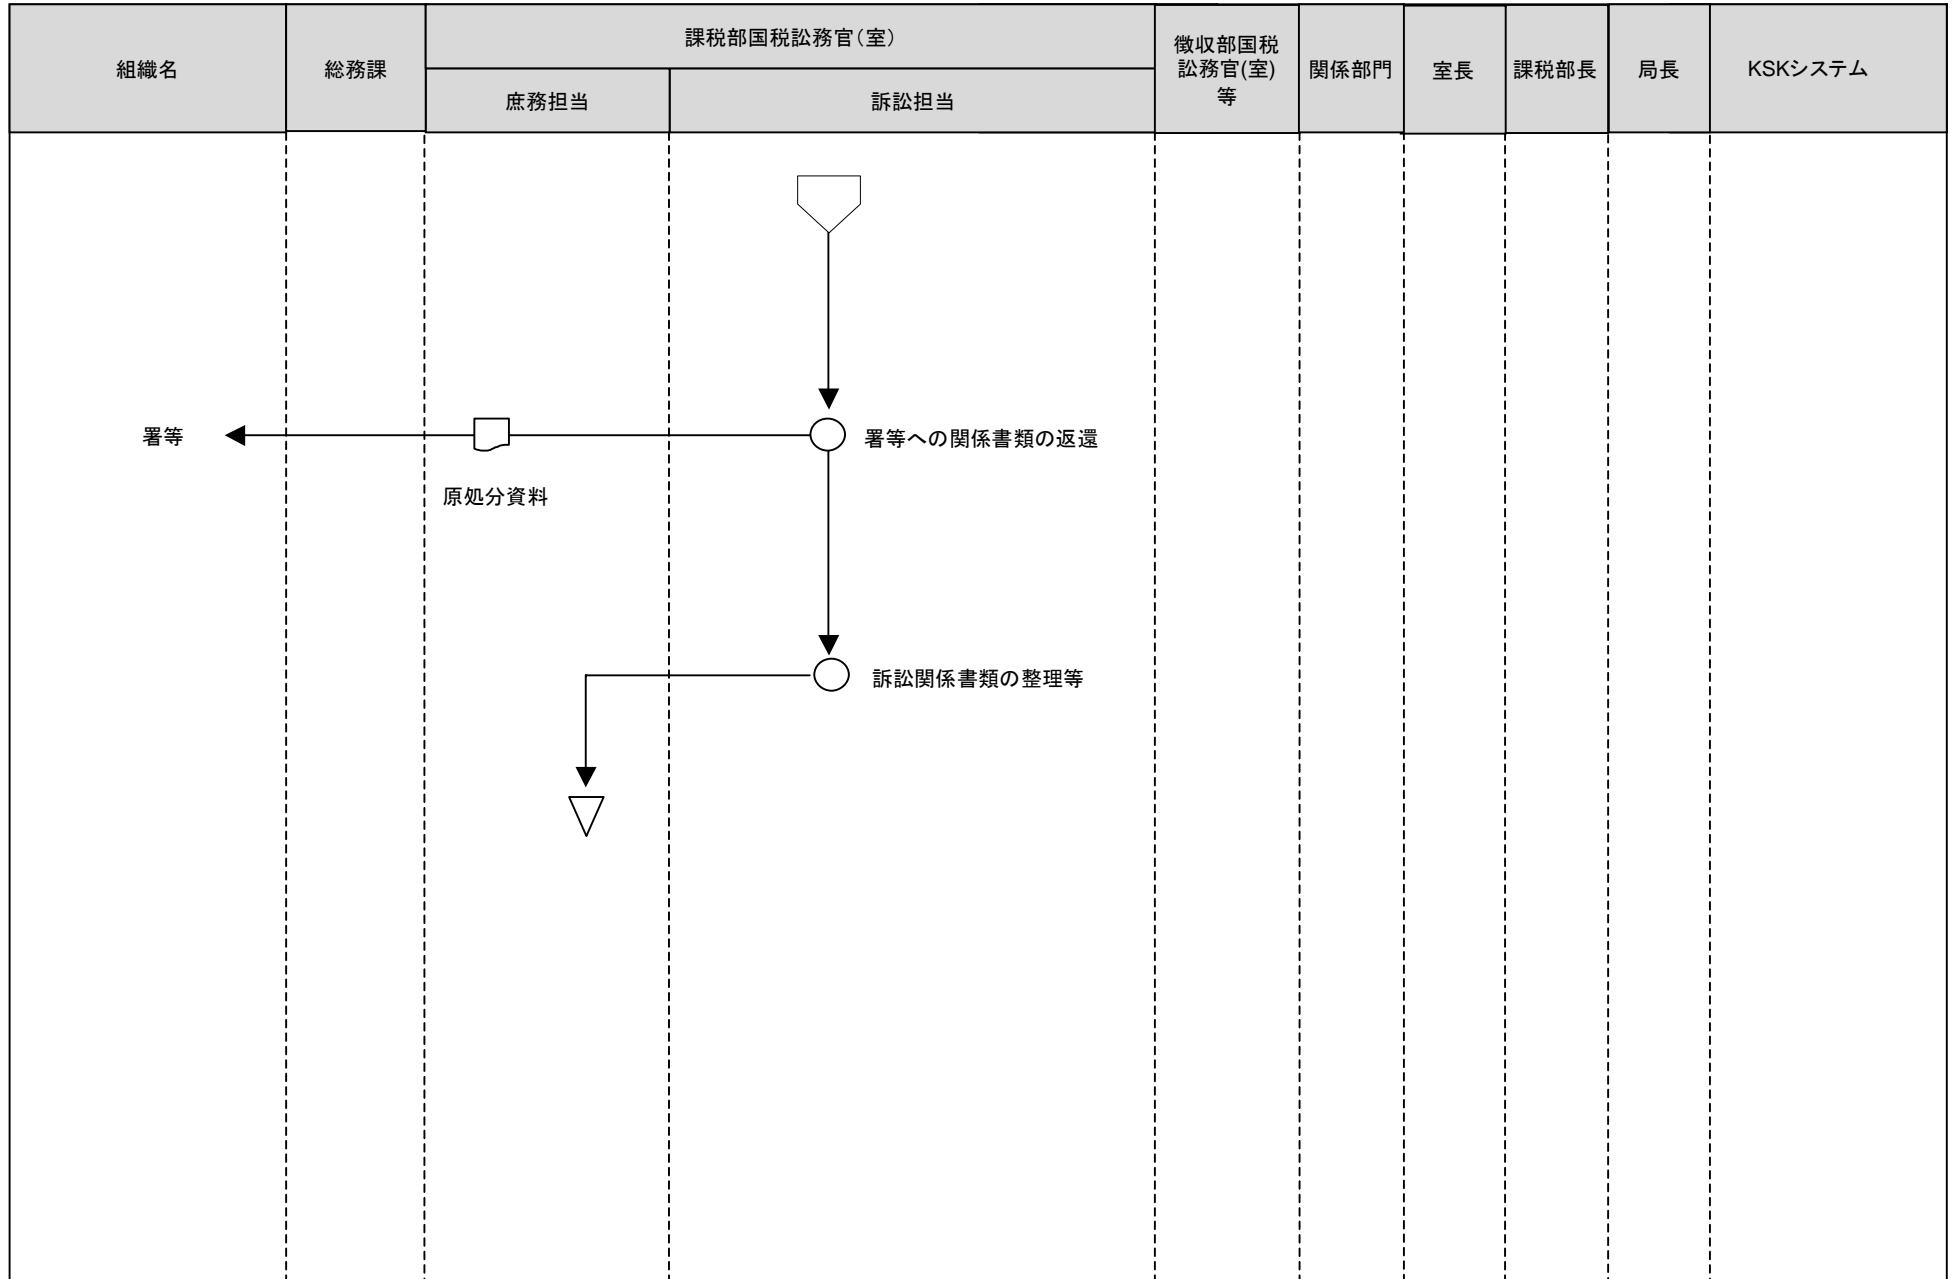 組織名
総務課
課税部国税訟務官(室)
庶務担当
訴訟担当
徴収部国税
訟務官(室)
等
関係部門
室長
課税部長
局長
KSKシステム
署等
署等への関係書類の返還
原処分資料
訴訟関係書類の整理等